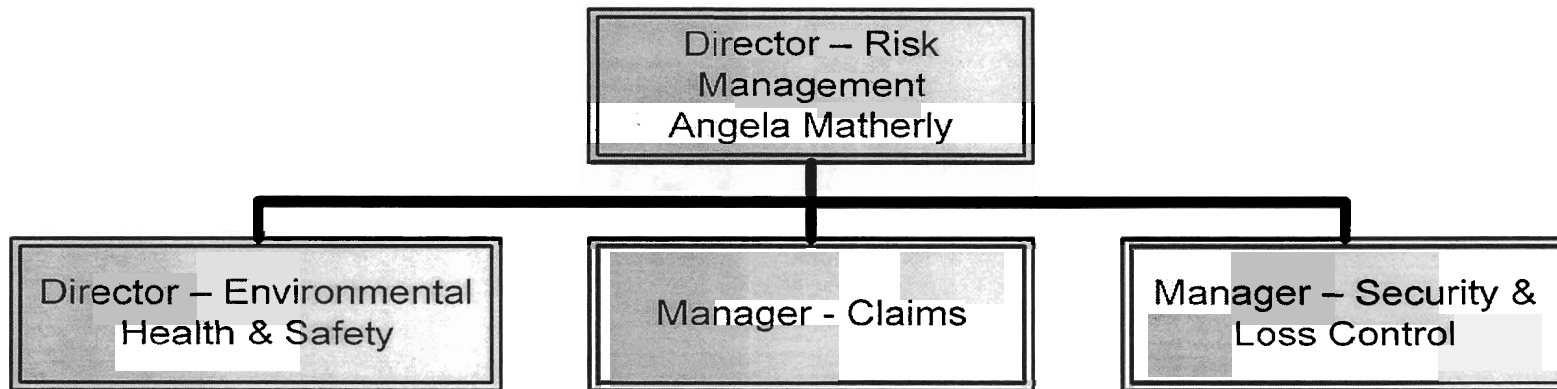 Director – Risk
Management
Angela Matherly
Director – Environmental
Health & Safety
Manager - Claims
Manager – Security &
Loss Control